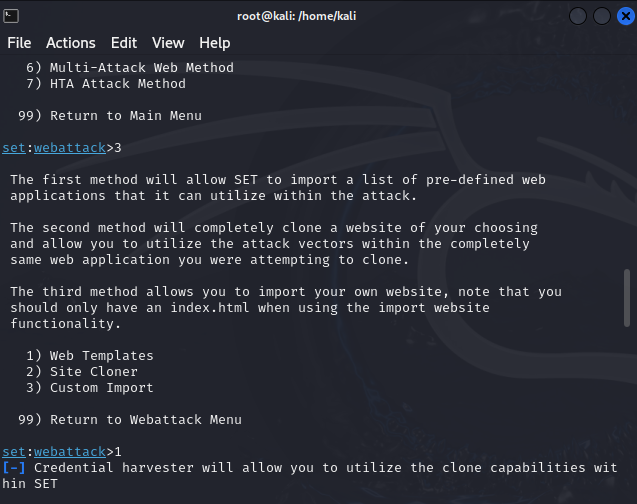 root@kali: /home/kali
File Actions Edit View Help
6) Multi-Attack Web Method
7) HTA Attack Method
99) Return to Main Menu
set:webattack>3
The first method will allow SET to import a list of pre-defined web
applications that it can utilize within the attack.
The second method will completely clone a website of your choosing
and allow you to utilize the attack vectors within the completely
same web application you were attempting to clone.
The third method allows you to import your own website, note that you
should only have an index.html when using the import website
functionality.
1) Web Templates
2) Site Cloner
3) Custom Import
99) Return to Webattack Menu
set:webattack>1
[-] Credential harvester will allow you to utilize the clone capabilities wit
hin SET